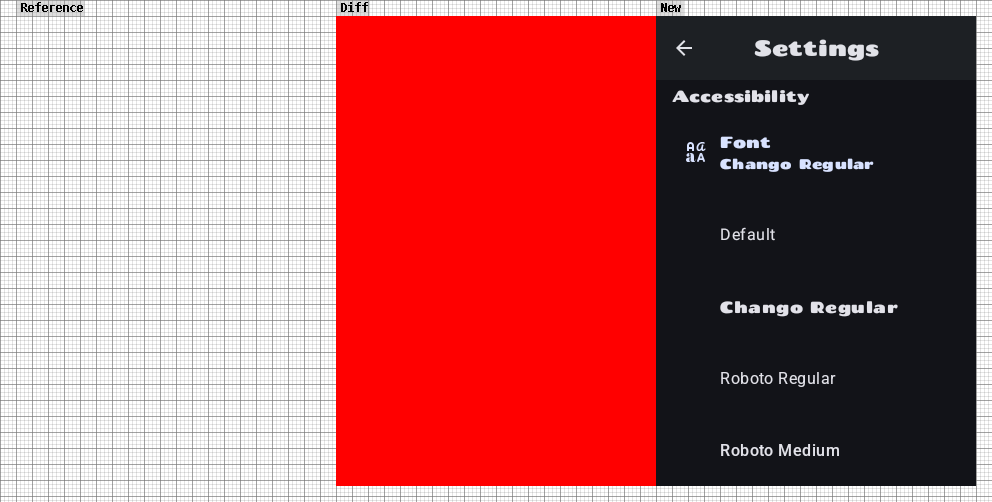 Reference
Diff
New
Settings
Accessibility
Aa
aA
Font
Chango Regular
Default
Chango Regular
Roboto Regular
Roboto Medium